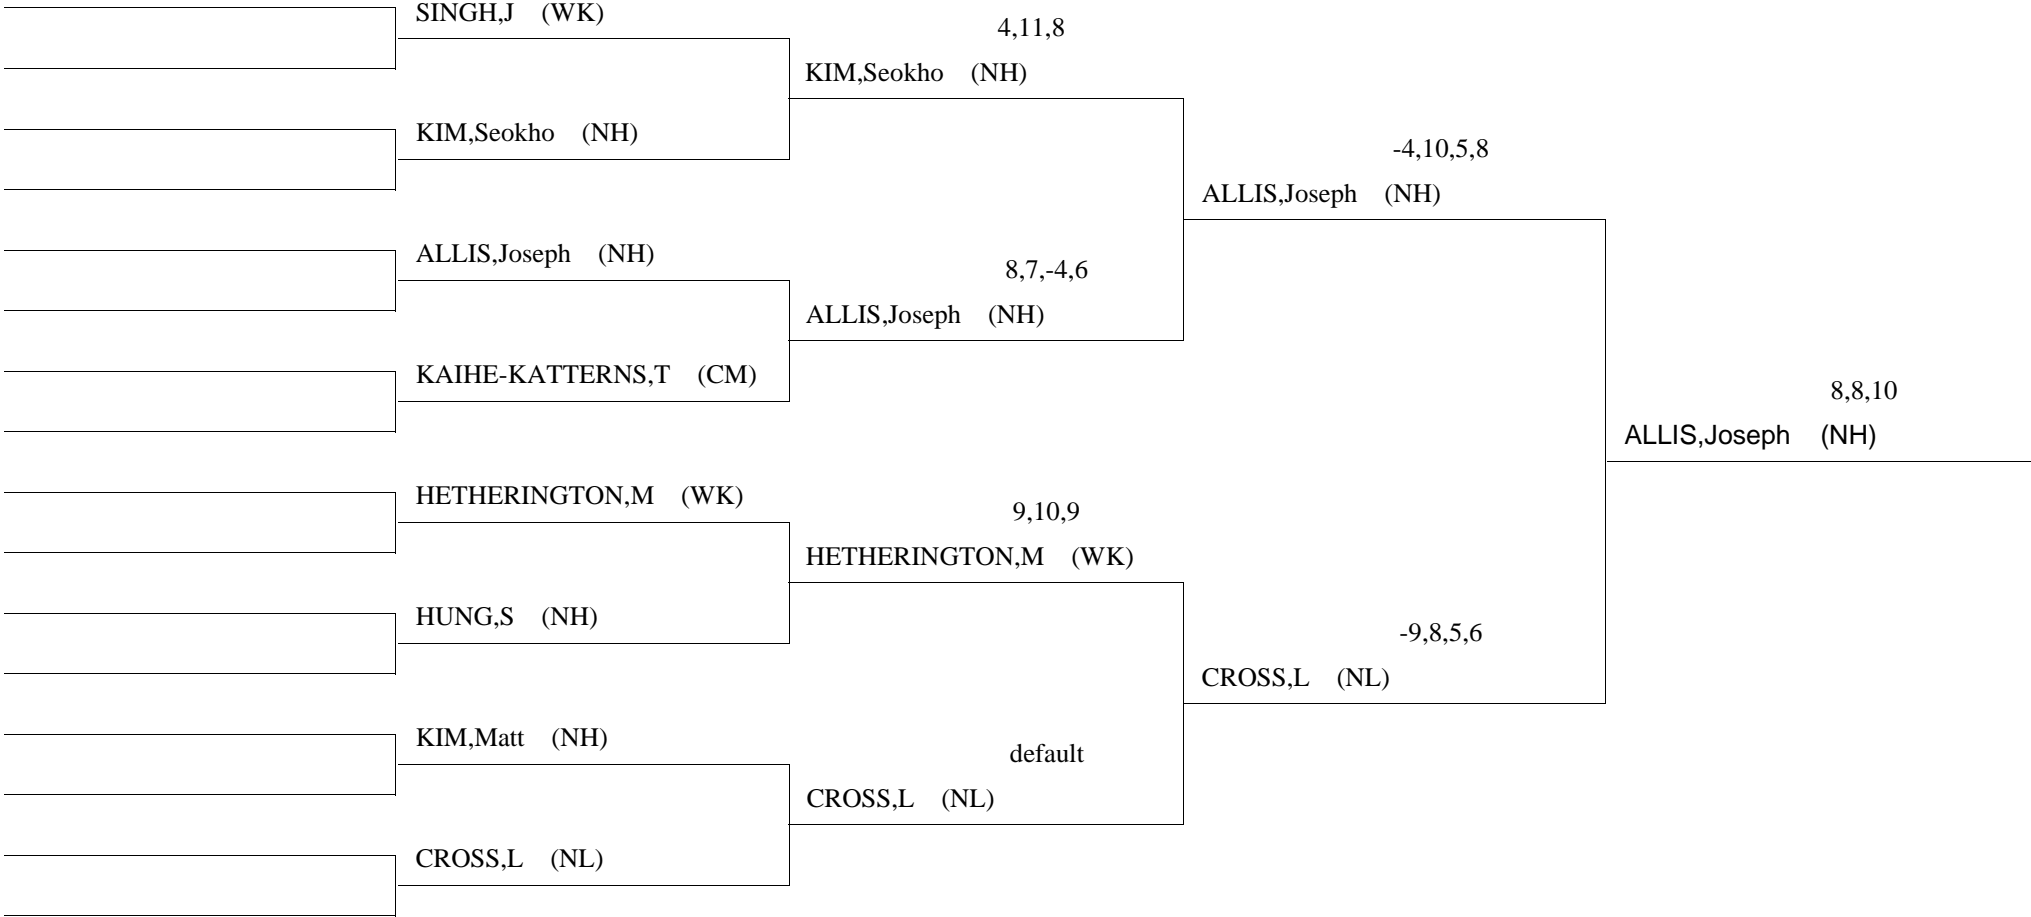 SINGH,J (WK)
4,11,8
KIM,Seokho (NH)
KIM,Seokho (NH)
-4,10,5,8
ALLIS,Joseph (NH)
ALLIS,Joseph (NH)
8,7,-4,6
ALLIS,Joseph (NH)
KAIHE-KATTERNS,T (CM)
8,8,10
ALLIS,Joseph (NH)
HETHERINGTON,M (WK)
9,10,9
HETHERINGTON,M (WK)
HUNG,S (NH)
-9,8,5,6
CROSS,L (NL)
KIM,Matt (NH)
default
CROSS,L (NL)
CROSS,L (NL)